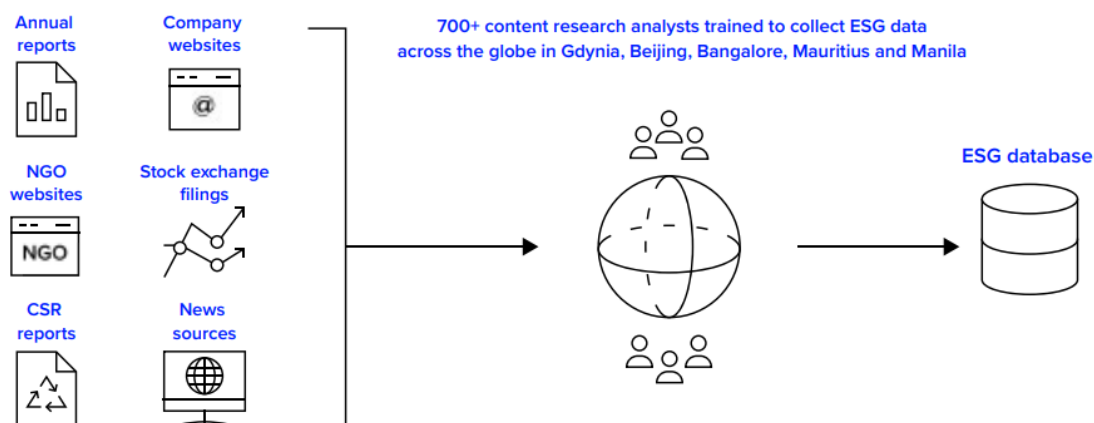 Annual
reports
Company
websites
700+ content research analysts trained to collect ESG data
across the globe in Gdynia, Beijing, Bangalore, Mauritius and Manila
@
NGO
websites
Stock exchange
filings
ESG database
NGO
CSR
reports
News
sources